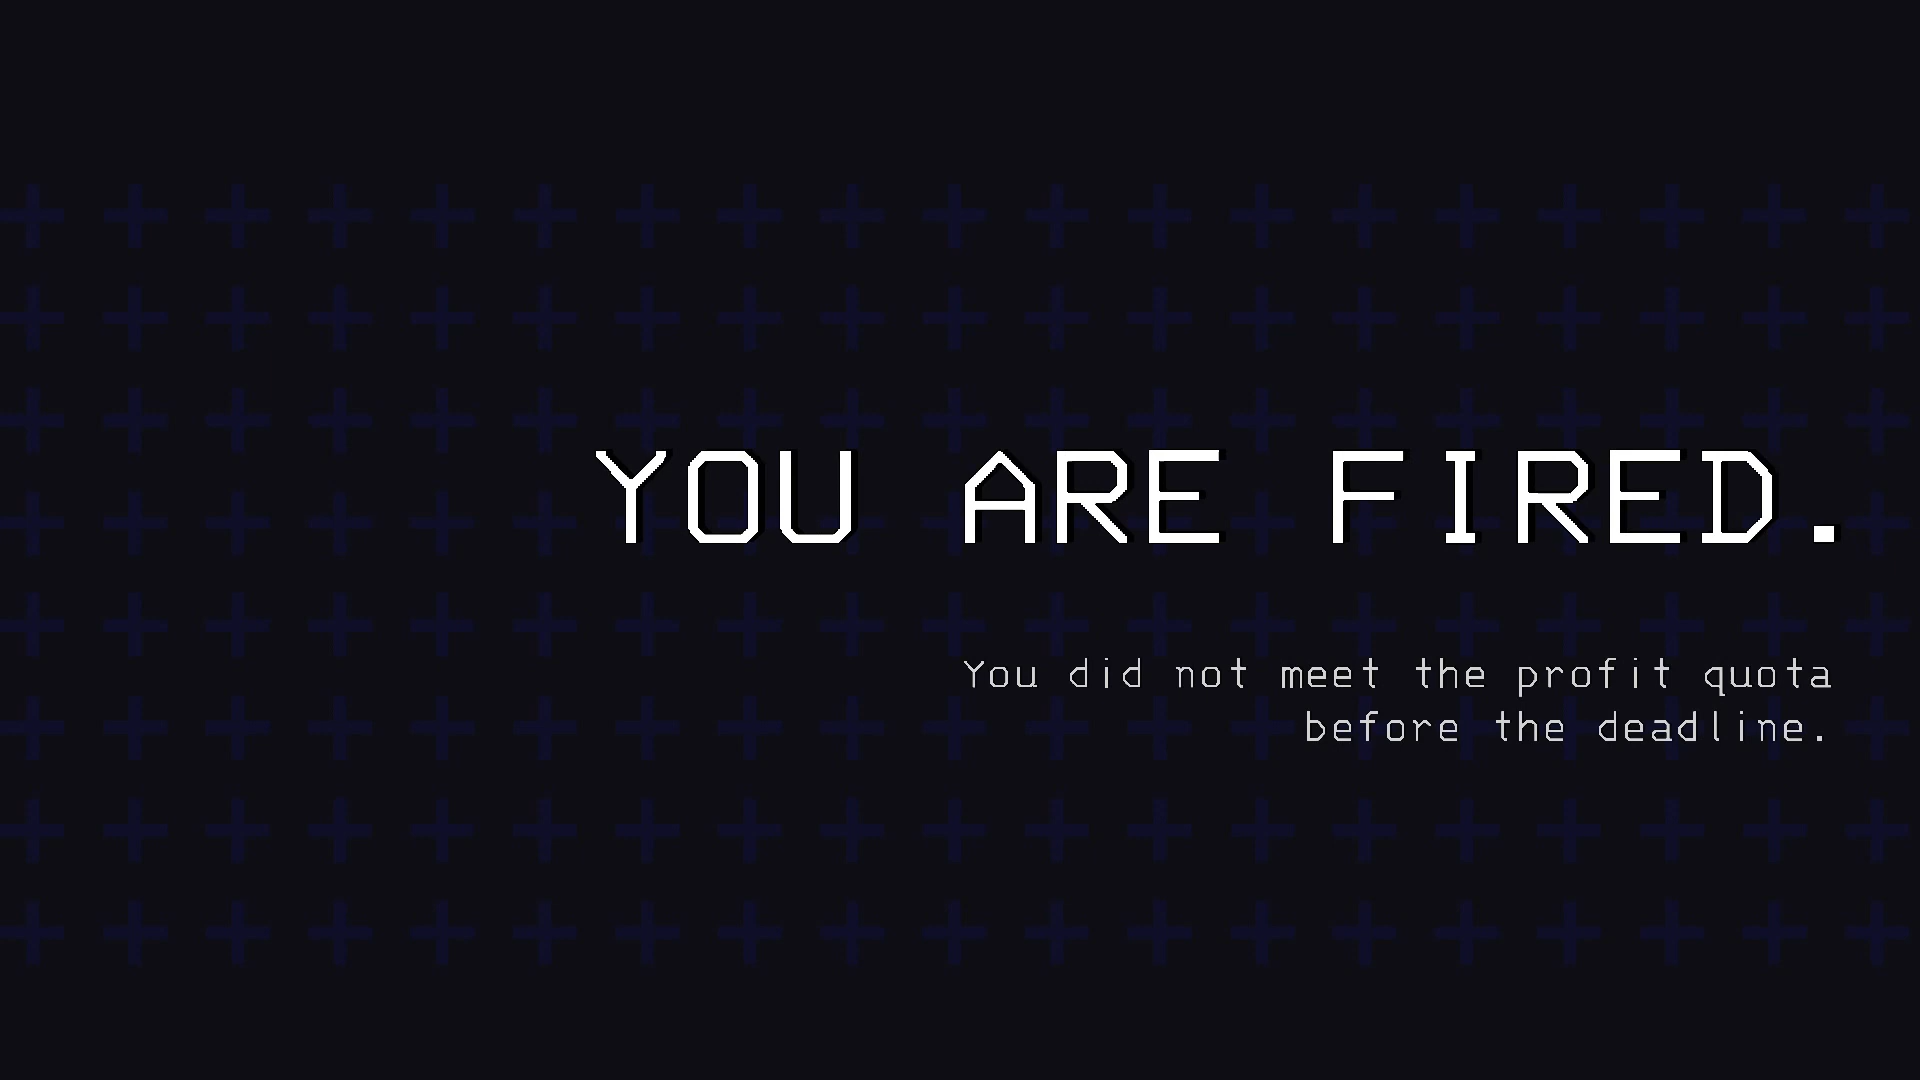 YOU ARE FIRED.
You did not meet the profit quota
before the deadline.